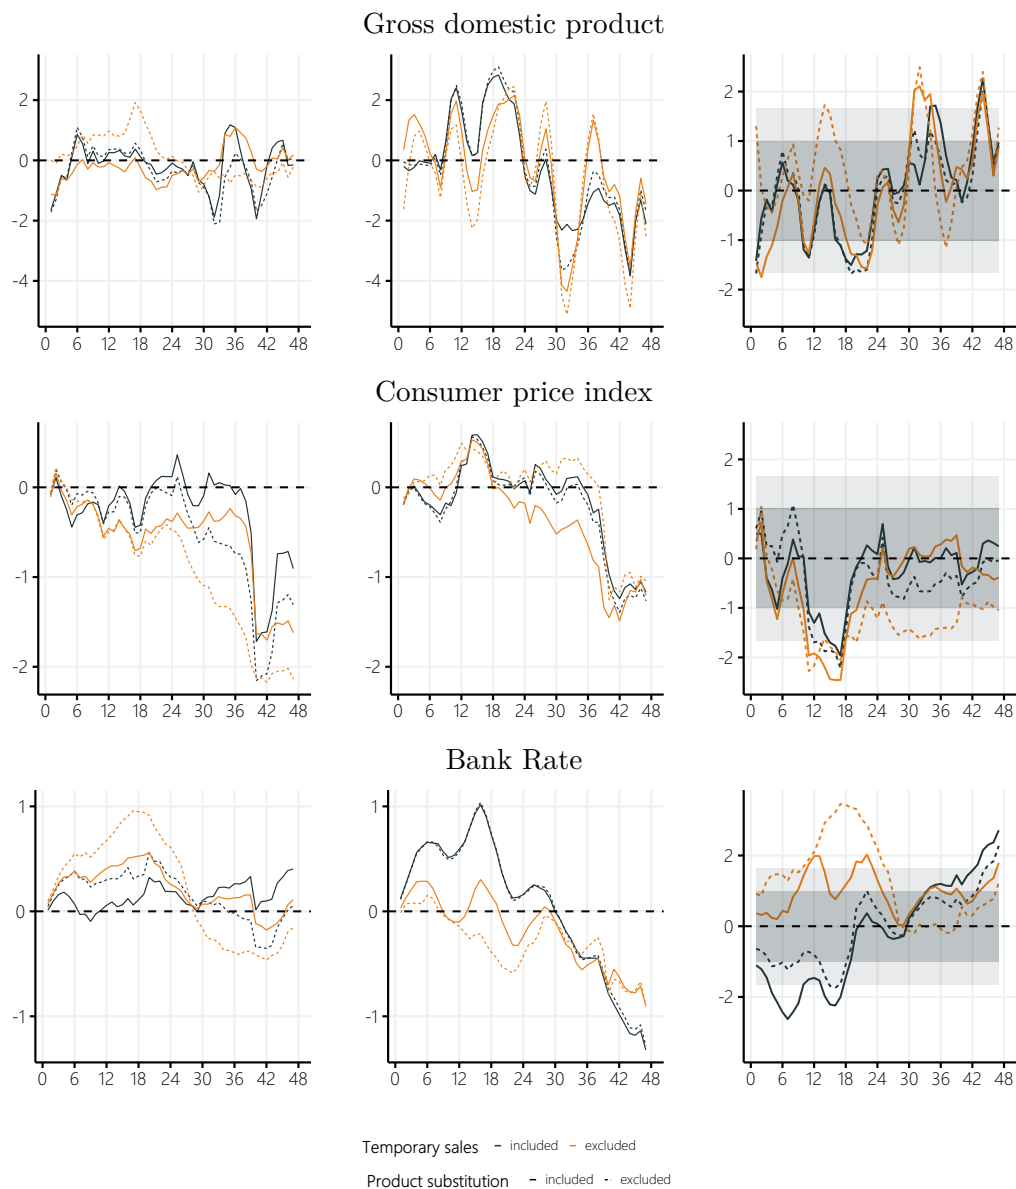 Gross domestic product
2
0
-2
-4
0 6 12 18 24 30 36 42 48
2
0
-2
-4
0 6 12 18 24 30 36 42 48
2
1
0
-1
-2
0 6 12 18 24 30 36 42 48
Consumer price index
0
-1
-2
0 6 12 18 24 30 36 42 48
0
-1
-2
0 6 12 18 24 30 36 42 48
2
1
0
-1
-2
0 6 12 18 24 30 36 42 48
Bank Rate
1
0
-1
0 6 12 18 24 30 36 42 48
1
0
-1
0 6 12 18 24 30 36 42 48
2
0
-2
0 6 12 18 24 30 36 42 48
Temporary sales included excluded
Product substitution included excluded